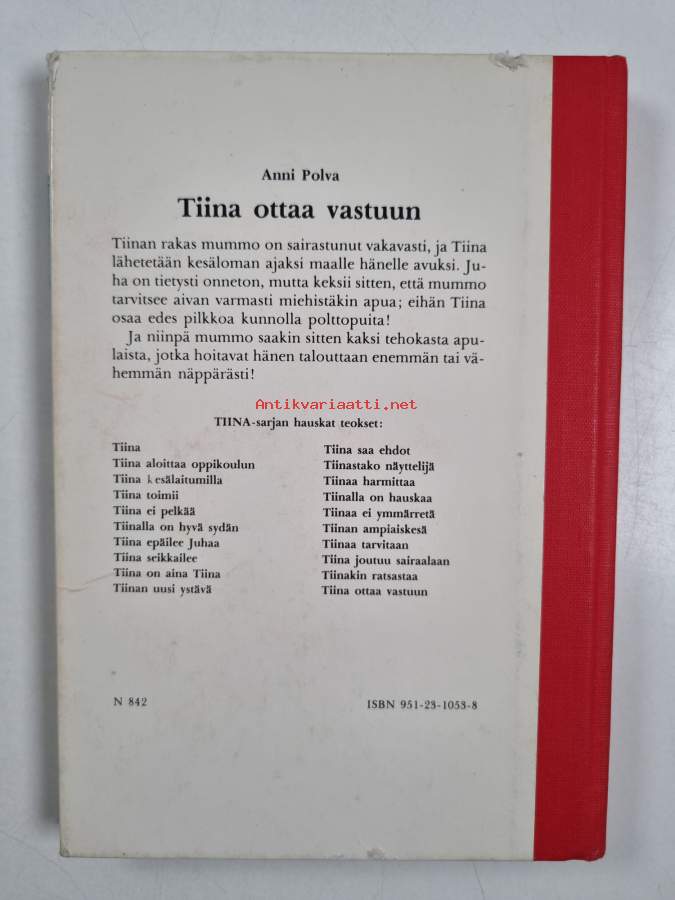 Anni Polva
Tiina ottaa vastuun
Tiinan rakas mummo on sairastunut vakavasti, ja Tiina
lähetetään kesäloman ajaksi maalle hänelle avuksi. Ju-
ha on tietysti onneton, mutta keksii sitten, että mummo
tarvitsee aivan varmasti miehistäkin apua; eihän Tiina
osaa edes pilkkoa kunnolla polttopuita!
Ja niinpä mummo saakin sitten kaksi tehokasta apu-
laista, jotka hoitavat hänen talouttaan enemmän tai vä-
hemmän näppärästi!
Antikvariaatti.net
TIINA-sarjan hauskat teokset:
Tiina
Tiina aloittaa oppikoulun
Tiina kesälaitumilla
Tiina toimii
Tiina ei pelkää
Tiinalla on hyvä sydän
Tiina epäilee Juhaa
Tiina seikkailee
Tiina on aina Tiina
Tiinan uusi ystävä
Tiina saa ehdot
Tiinastako näyttelijä
Tiinaa harmittaa
Tiinalla on hauskaa
Tiinaa ei ymmärretä
Tiinan ampiaiskesä
Tiinaa tarvitaan
Tiina joutuu sairaalaan
Tiinakin ratsastaa
Tiina ottaa vastuun
N 842
ISBN 951-23-1053-8